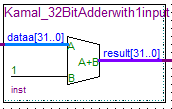 Kamal_32BitAdderwith1input
dataa[31..0]
A
result[31..0]
A+B
1
B
inst